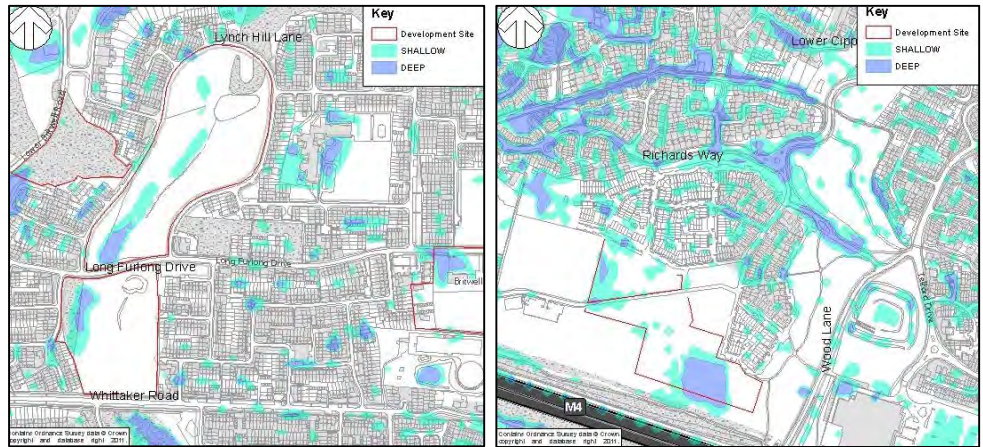 Key
Development Site
SHALLOW
DEEP
Lynch Hill Lane
Long Furlong Drive
Long Furlong Drive
Britwell
Whittaker Road
Contains Ordnance Survey data © Crown
copyright and database right 2011.
Key
Development Site
SHALLOW
DEEP
Lower Cipp
Richards Way
Telford Drive
Wood Lane
M4
Contains Ordnance Survey data © Crown
copyright and database right 2011.